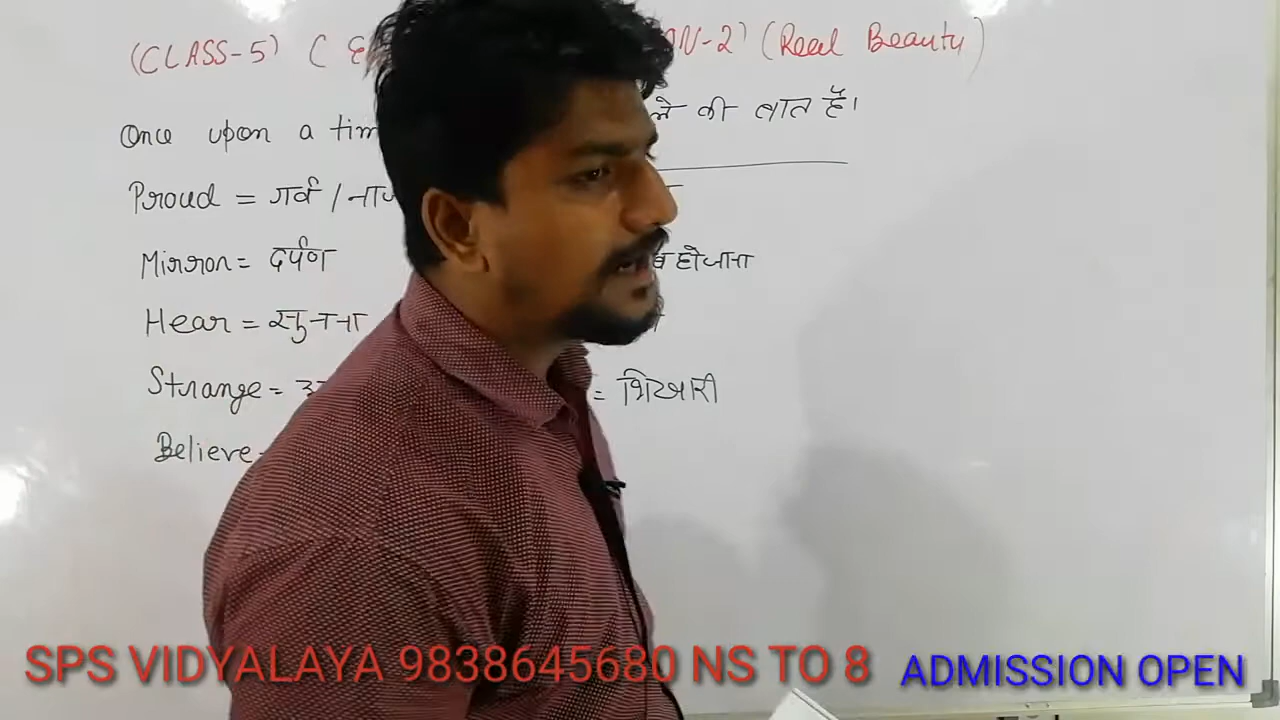 (CLASS-5) ( E N-2) (Real Beauty)
Once upon a tim ले की बात है।
Proud = गर्व / नाज
Mirror = दर्पण होजाना
Hear = सुनना
Strange = = भिखारी
Believe =
SPS VIDYALAYA 9838645680 NS TO 8 ADMISSION OPEN